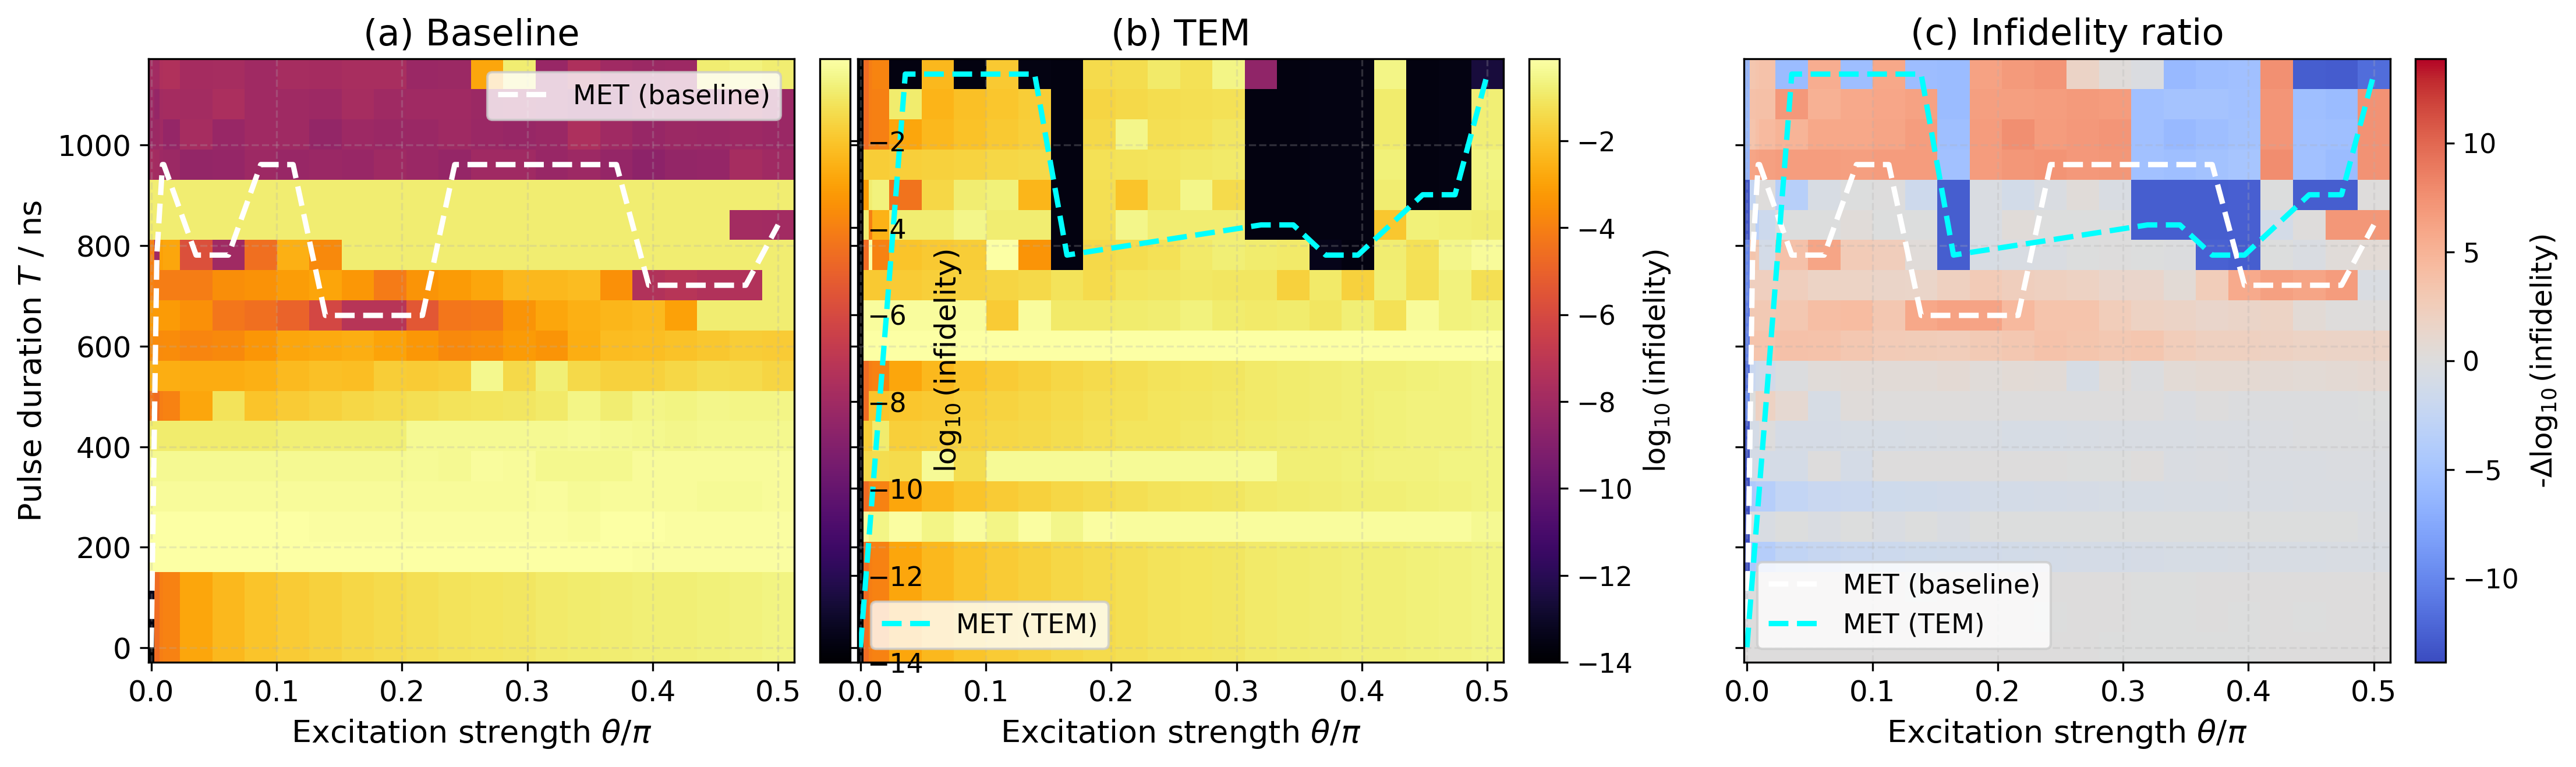 (a) Baseline
MET (baseline)
Pulse duration T / ns
1000
800
600
400
200
0
0.0 0.1 0.2 0.3 0.4 0.5
Excitation strength θ/π
−2
−4
−6
−8
−10
−12
−14
log₁₀ (infidelity)
(b) TEM
MET (TEM)
0.0 0.1 0.2 0.3 0.4 0.5
Excitation strength θ/π
−2
−4
−6
−8
−10
−12
−14
log₁₀ (infidelity)
(c) Infidelity ratio
MET (baseline)
MET (TEM)
0.0 0.1 0.2 0.3 0.4 0.5
Excitation strength θ/π
10
5
0
−5
−10
-Δlog₁₀ (infidelity)